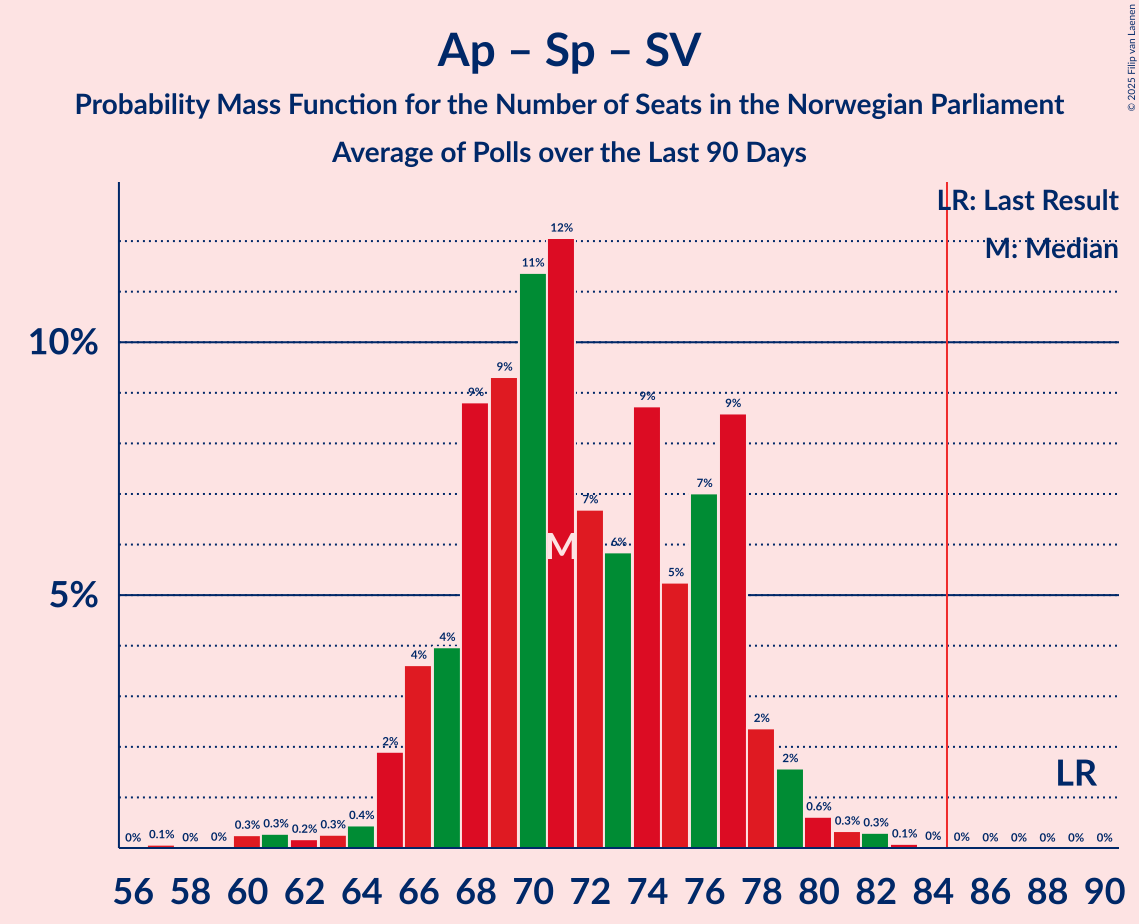 Ap – Sp – SV
Probability Mass Function for the Number of Seats in the Norwegian Parliament
Average of Polls over the Last 90 Days
© 2025 Filip van Laenen
LR: Last Result
M: Median
10%
5%
0% 0.1% 0% 0% 0.3% 0.3% 0.2% 0.3% 0.4% 2% 4% 4% 9% 9% 11% 12% 7% 6% 9% 5% 7% 9% 2% 2% 0.6% 0.3% 0.3% 0.1% 0% 0% 0% 0% 0% 0% 0%
M
LR
56 58 60 62 64 66 68 70 72 74 76 78 80 82 84 86 88 90